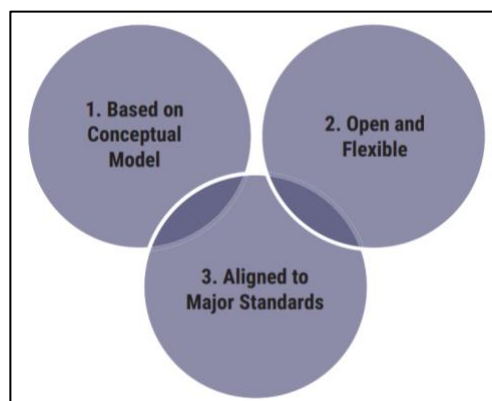 1. Based on
Conceptual
Model
2. Open and
Flexible
3. Aligned to
Major Standards